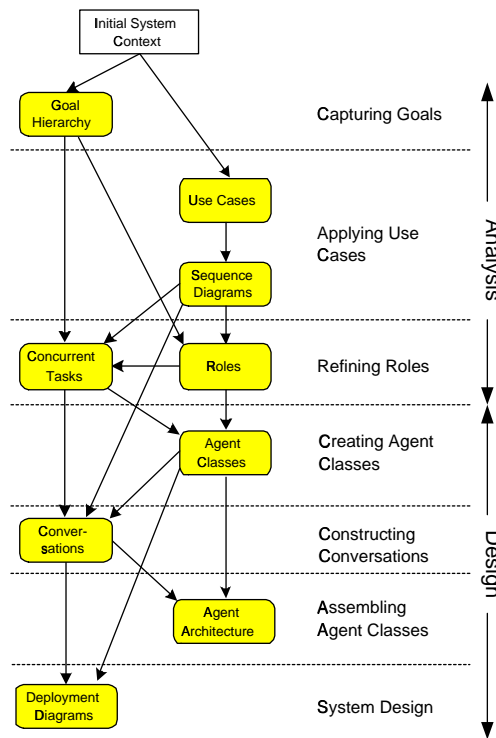 Initial System
Context
Goal
Hierarchy
Capturing Goals
Use Cases
Applying Use
Cases
Sequence
Diagrams
Analysis
Concurrent
Tasks
Roles
Refining Roles
Agent
Classes
Creating Agent
Classes
Conver-
sations
Constructing
Conversations
Design
Agent
Architecture
Assembling
Agent Classes
Deployment
Diagrams
System Design